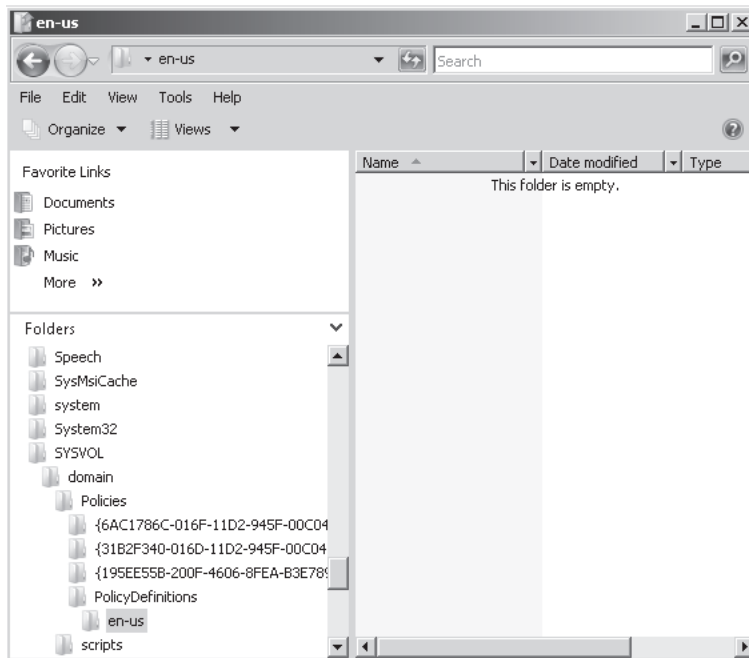 en-us
en-us
Search
File Edit View Tools Help
Organize Views
Favorite Links
Documents
Pictures
Music
More »
Folders
Speech
SysMsiCache
system
System32
SYSVOL
domain
Policies
{6AC1786C-016F-11D2-945F-00C04
{31B2F340-016D-11D2-945F-00C04
{195EE55B-200F-4606-8FEA-B3E789
PolicyDefinitions
en-us
scripts
Name Date modified Type
This folder is empty.